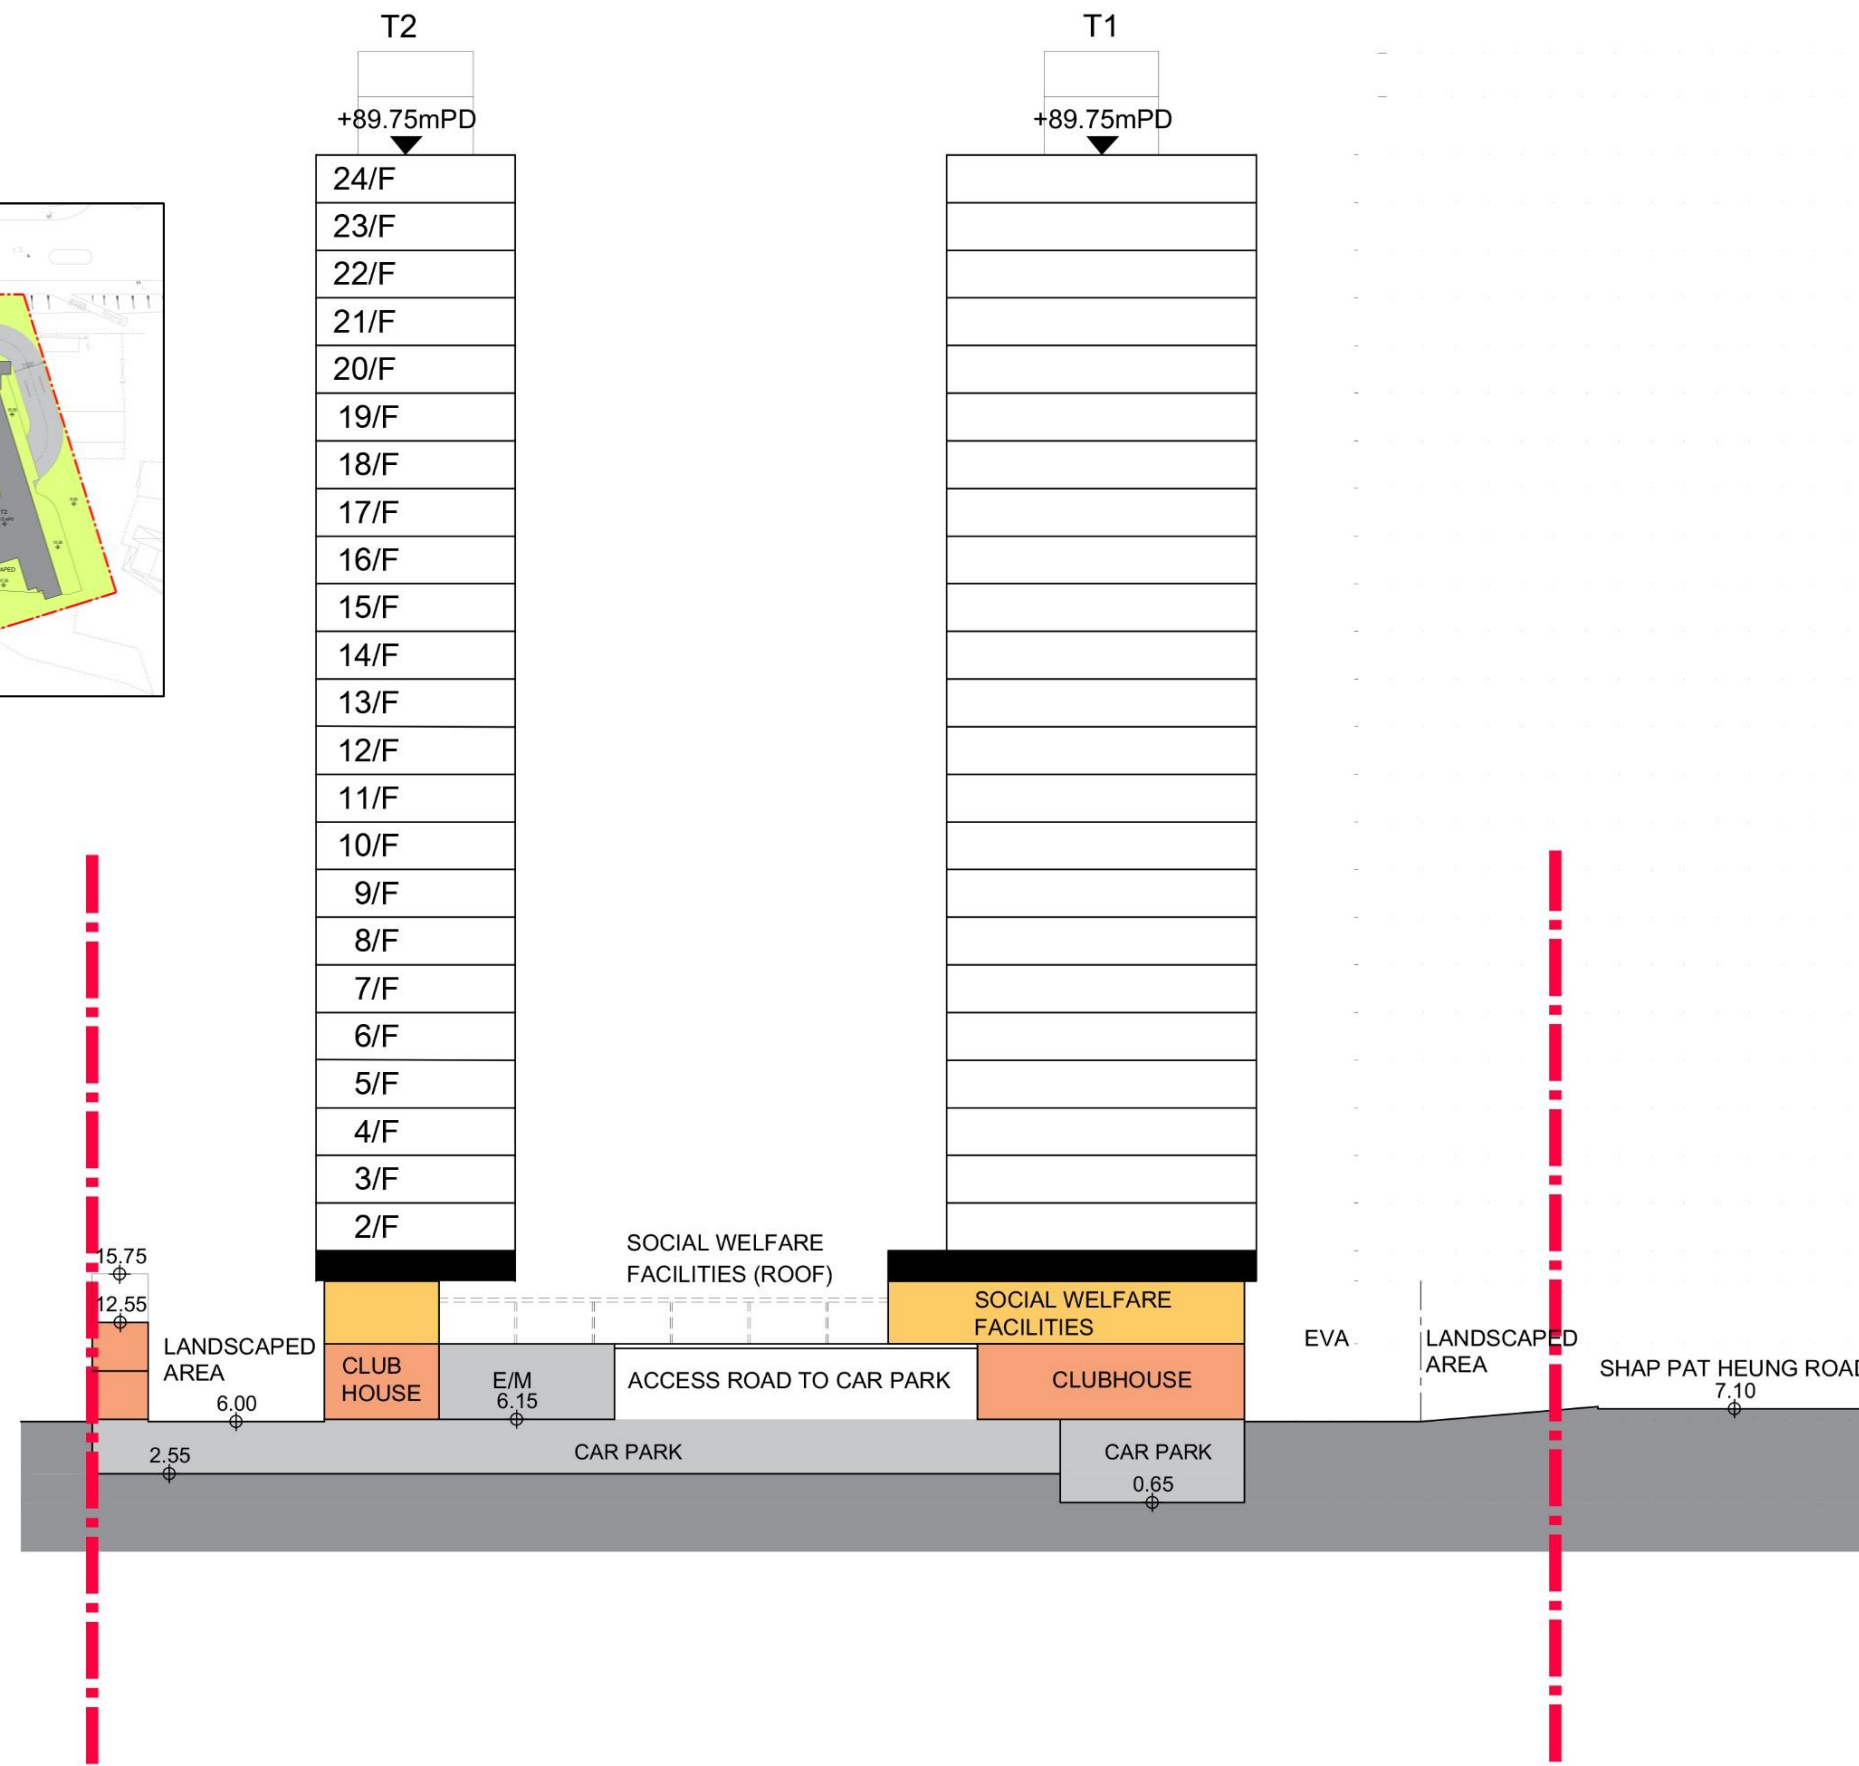 T2
T1
+89.75mPD
+89.75mPD
24/F
23/F
22/F
21/F
20/F
19/F
18/F
17/F
16/F
15/F
14/F
13/F
12/F
11/F
10/F
9/F
8/F
7/F
6/F
5/F
4/F
3/F
2/F
15.75
12.55
LANDSCAPED
AREA
6.00
2.55
CLUB
HOUSE
E/M
6.15
SOCIAL WELFARE
FACILITIES (ROOF)
ACCESS ROAD TO CAR PARK
CAR PARK
SOCIAL WELFARE
FACILITIES
CLUBHOUSE
CAR PARK
0.65
EVA
LANDSCAPED
AREA
SHAP PAT HEUNG ROAD
7.10
T2